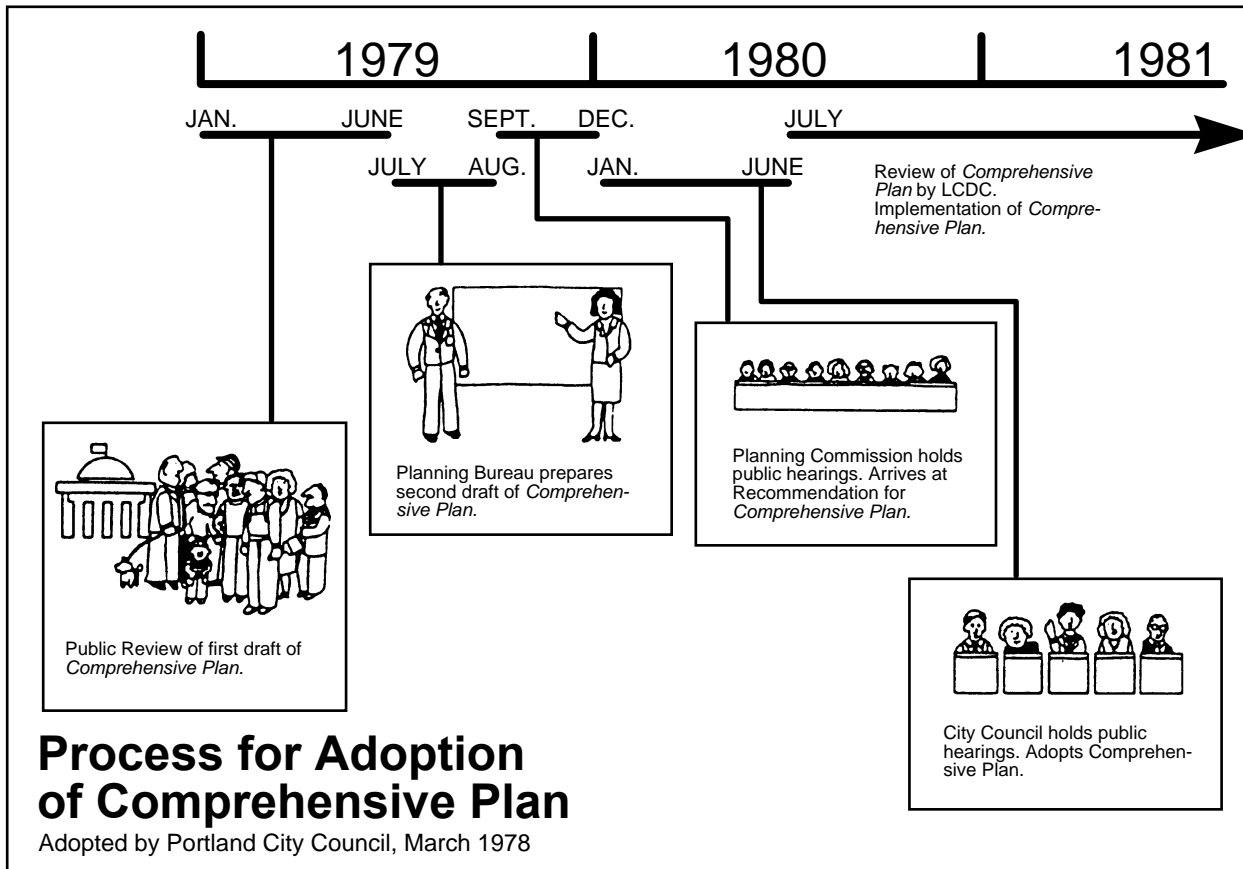 1979 1980 1981
JAN. JUNE SEPT. DEC. JULY
JULY AUG. JAN. JUNE
Review of Comprehensive
Plan by LCDC.
Implementation of Compre-
hensive Plan.
Planning Bureau prepares
second draft of Comprehen-
sive Plan.
Planning Commission holds
public hearings. Arrives at
Recommendation for
Comprehensive Plan.
Public Review of first draft of
Comprehensive Plan.
City Council holds public
hearings. Adopts Comprehen-
sive Plan.
Process for Adoption
of Comprehensive Plan
Adopted by Portland City Council, March 1978